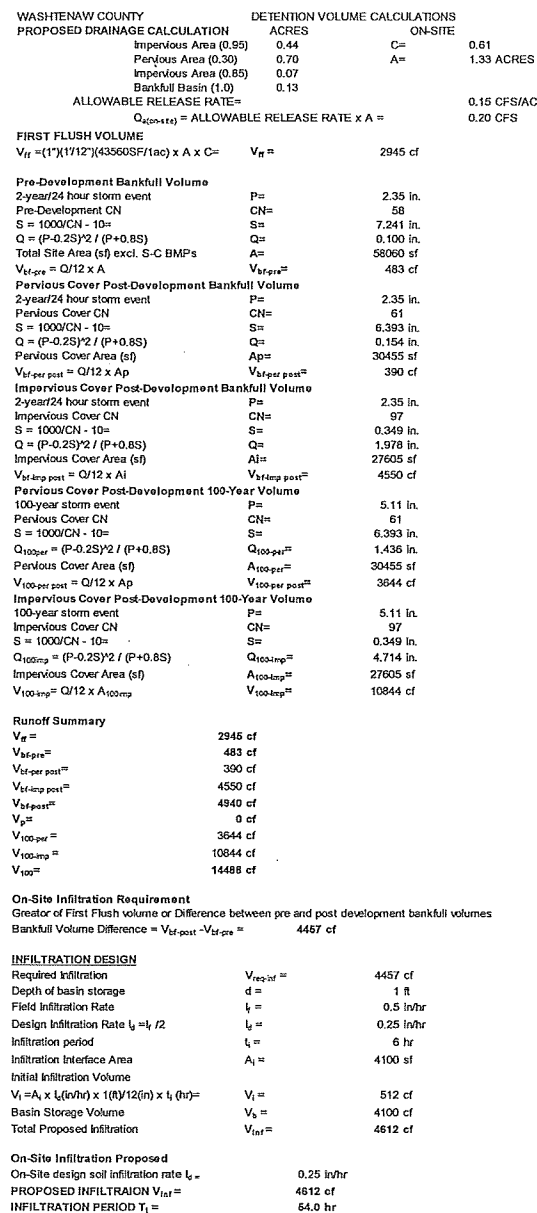 WASHTENAW COUNTY DETENTION VOLUME CALCULATIONS
PROPOSED DRAINAGE CALCULATION ACRES ON-SITE
Impervious Area (0.95) 0.44 C= 0.61
Pervious Area (0.30) 0.70 A= 1.33 ACRES
Impervious Area (0.85) 0.07
Bankfull Basin (1.0) 0.13
ALLOWABLE RELEASE RATE= 0.15 CFS/AC
Qa(on-site) = ALLOWABLE RELEASE RATE x A = 0.20 CFS
FIRST FLUSH VOLUME
Vff =(1")(1'/12")(43560SF/1ac) x A x C= Vff = 2945 cf
Pre-Development Bankfull Volume
2-year/24 hour storm event P= 2.35 in.
Pre-Development CN CN= 58
S = 1000/CN - 10= S= 7.241 in.
Q = (P-0.2S)^2 / (P+0.8S) Q= 0.100 in.
Total Site Area (sf) excl. S-C BMPs A= 58060 sf
Vbf-pre = Q/12 x A Vbf-pre= 483 cf
Pervious Cover Post-Development Bankfull Volume
2-year/24 hour storm event P= 2.35 in.
Pervious Cover CN CN= 61
S = 1000/CN - 10= S= 6.393 in.
Q = (P-0.2S)^2 / (P+0.8S) Q= 0.154 in.
Pervious Cover Area (sf) Ap= 30455 sf
Vbf-per post = Q/12 x Ap Vbf-per post= 390 cf
Impervious Cover Post-Development Bankfull Volume
2-year/24 hour storm event P= 2.35 in.
Impervious Cover CN CN= 97
S = 1000/CN - 10= S= 0.349 in.
Q = (P-0.2S)^2 / (P+0.8S) Q= 1.978 in.
Impervious Cover Area (sf) Ai= 27605 sf
Vbf-imp post = Q/12 x Ai Vbf-imp post= 4550 cf
Pervious Cover Post-Development 100-Year Volume
100-year storm event P= 5.11 in.
Pervious Cover CN CN= 61
S = 1000/CN - 10= S= 6.393 in.
Q100per = (P-0.2S)^2 / (P+0.8S) Q100-per= 1.436 in.
Pervious Cover Area (sf) A100-per= 30455 sf
V100-per post = Q/12 x Ap V100-per post= 3644 cf
Impervious Cover Post-Development 100-Year Volume
100-year storm event P= 5.11 in.
Impervious Cover CN CN= 97
S = 1000/CN - 10= S= 0.349 in.
Q100imp = (P-0.2S)^2 / (P+0.8S) Q100-imp= 4.714 in.
Impervious Cover Area (sf) A100-imp= 27605 sf
V100-imp= Q/12 x A100imp V100-imp= 10844 cf
Runoff Summary
Vff = 2945 cf
Vbf-pre= 483 cf
Vbf-per post= 390 cf
Vbf-imp post= 4550 cf
Vbf-post= 4940 cf
Vp= 0 cf
V100-per = 3644 cf
V100-imp = 10844 cf
V100= 14488 cf
On-Site Infiltration Requirement
Greator of First Flush volume or Difference between pre and post development bankfull volumes
Bankfull Volume Difference = Vbf-post -Vbf-pre = 4457 cf
INFILTRATION DESIGN
Required Infiltration Vreq-inf = 4457 cf
Depth of basin storage d = 1 ft
Field Infiltration Rate If = 0.5 in/hr
Design Infiltration Rate Id =If /2 Id = 0.25 in/hr
Infiltration period ti = 6 hr
Infiltration Interface Area Ai = 4100 sf
Initial Infiltration Volume
Vi =Ai x Id(in/hr) x 1(ft)/12(in) x ti (hr)= Vi = 512 cf
Basin Storage Volume Vb = 4100 cf
Total Proposed Infiltration Vinf = 4612 cf
On-Site Infiltration Proposed
On-Site design soil infiltration rate Id = 0.25 in/hr
PROPOSED INFILTRAION Vinf = 4612 cf
INFILTRATION PERIOD Ti = 54.0 hr